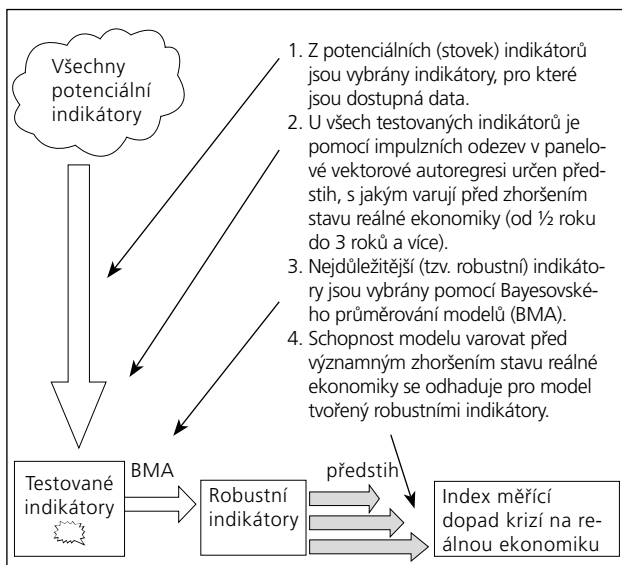 Všechny
potenciální
indikátory
1. Z potenciálních (stovek) indikátorů
jsou vybrány indikátory, pro které
jsou dostupná data.
2. U všech testovaných indikátorů je
pomocí impulzních odezev v panelo-
vé vektorové autoregresi určen před-
stih, s jakým varují před zhoršením
stavu reálné ekonomiky (od ½ roku
do 3 roků a více).
3. Nejdůležitější (tzv. robustní) indikáto-
ry jsou vybrány pomocí Bayesovské-
ho průměrování modelů (BMA).
4. Schopnost modelu varovat před
významným zhoršením stavu reálné
ekonomiky se odhaduje pro model
tvořený robustními indikátory.
Testované
indikátory
BMA
Robustní
indikátory
předstih
Index měřící
dopad krizí na re-
álnou ekonomiku